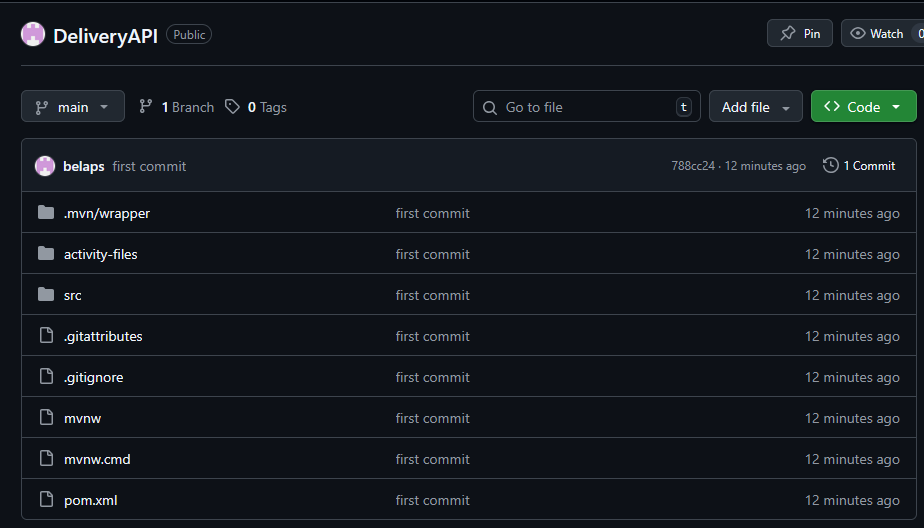 DeliveryAPI Public Pin Watch 0
main 1 Branch 0 Tags Go to file t Add file Code
belaps first commit 788cc24 · 12 minutes ago 1 Commit
.mvn/wrapper first commit 12 minutes ago
activity-files first commit 12 minutes ago
src first commit 12 minutes ago
.gitattributes first commit 12 minutes ago
.gitignore first commit 12 minutes ago
mvnw first commit 12 minutes ago
mvnw.cmd first commit 12 minutes ago
pom.xml first commit 12 minutes ago